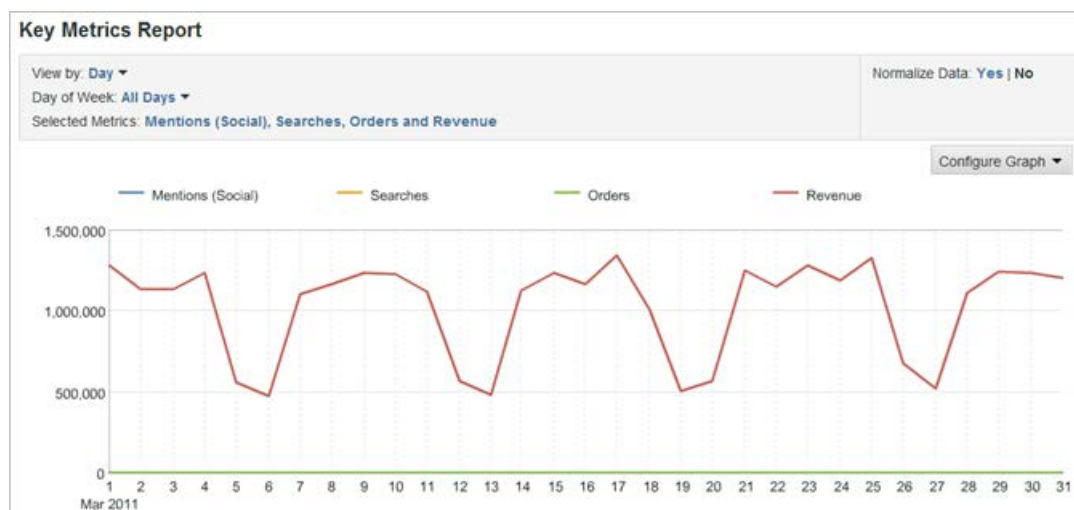 Key Metrics Report
View by: Day
Normalize Data: Yes | No
Day of Week: All Days
Selected Metrics: Mentions (Social), Searches, Orders and Revenue
Configure Graph
Mentions (Social) Searches Orders Revenue
1,500,000
1,000,000
500,000
0
1 2 3 4 5 6 7 8 9 10 11 12 13 14 15 16 17 18 19 20 21 22 23 24 25 26 27 28 29 30 31
Mar 2011